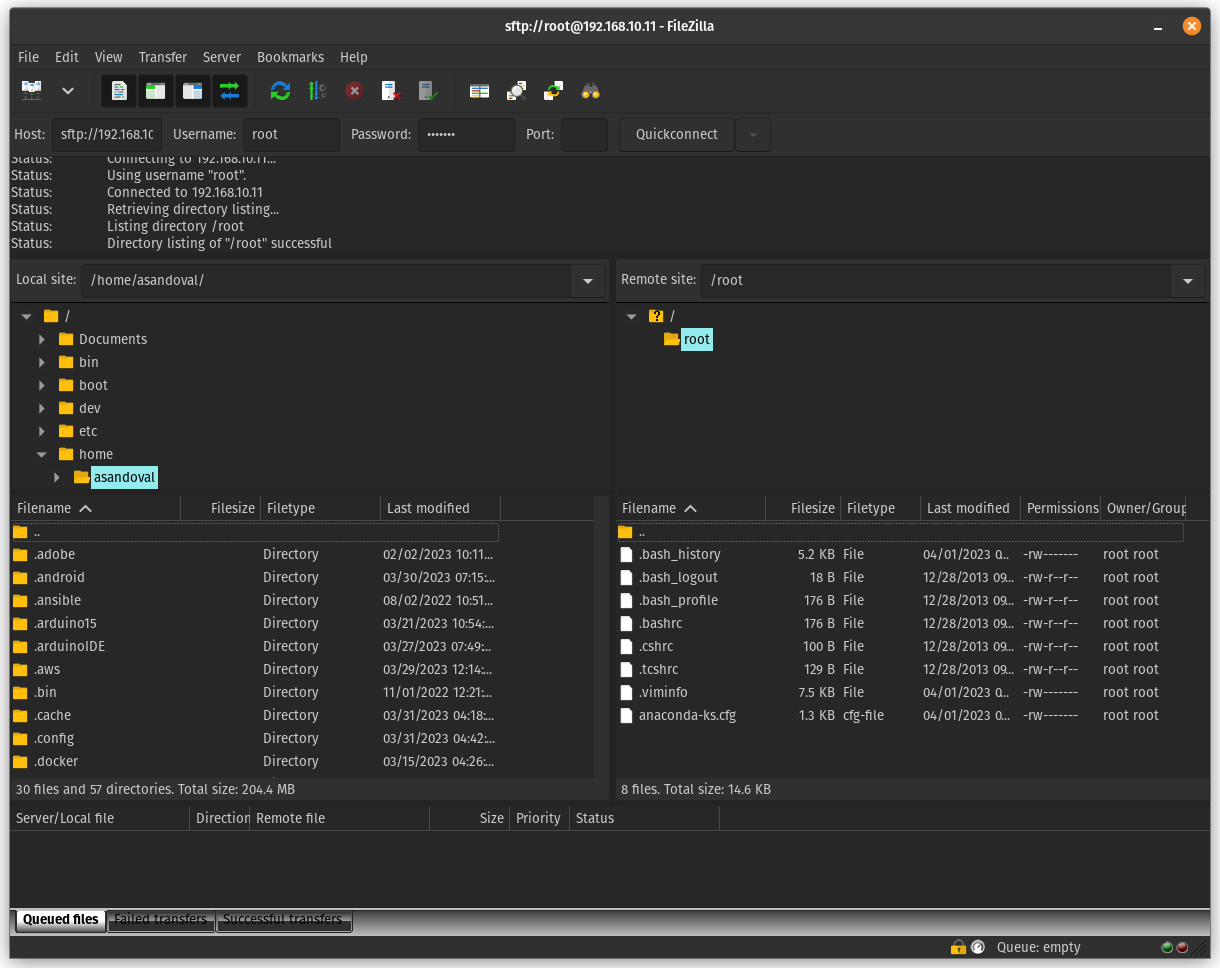 sftp://root@192.168.10.11 - FileZilla
File Edit View Transfer Server Bookmarks Help
Host: sftp://192.168.10 Username: root Password: ••••••• Port: Quickconnect
Status: Connecting to 192.168.10.11...
Status: Using username "root".
Status: Connected to 192.168.10.11
Status: Retrieving directory listing...
Status: Listing directory /root
Status: Directory listing of "/root" successful
Local site: /home/asandoval/
/
Documents
bin
boot
dev
etc
home
asandoval
Filename Filesize Filetype Last modified
..
.adobe Directory 02/02/2023 10:11...
.android Directory 03/30/2023 07:15:...
.ansible Directory 08/02/2022 10:51...
.arduino15 Directory 03/21/2023 10:54:...
.arduinoIDE Directory 03/27/2023 07:49:...
.aws Directory 03/29/2023 12:14:...
.bin Directory 11/01/2022 12:21:...
.cache Directory 03/31/2023 04:18:...
.config Directory 03/31/2023 04:42:...
.docker Directory 03/15/2023 04:26:...
30 files and 57 directories. Total size: 204.4 MB
Remote site: /root
? /
root
Filename Filesize Filetype Last modified Permissions Owner/Group
..
.bash_history 5.2 KB File 04/01/2023 0... -rw------- root root
.bash_logout 18 B File 12/28/2013 09... -rw-r--r-- root root
.bash_profile 176 B File 12/28/2013 09... -rw-r--r-- root root
.bashrc 176 B File 12/28/2013 09... -rw-r--r-- root root
.cshrc 100 B File 12/28/2013 09... -rw-r--r-- root root
.tcshrc 129 B File 12/28/2013 09... -rw-r--r-- root root
.viminfo 7.5 KB File 04/01/2023 0... -rw------- root root
anaconda-ks.cfg 1.3 KB cfg-file 04/01/2023 0... -rw------- root root
8 files. Total size: 14.6 KB
Server/Local file Direction Remote file Size Priority Status
Queued files Failed transfers Successful transfers
Queue: empty